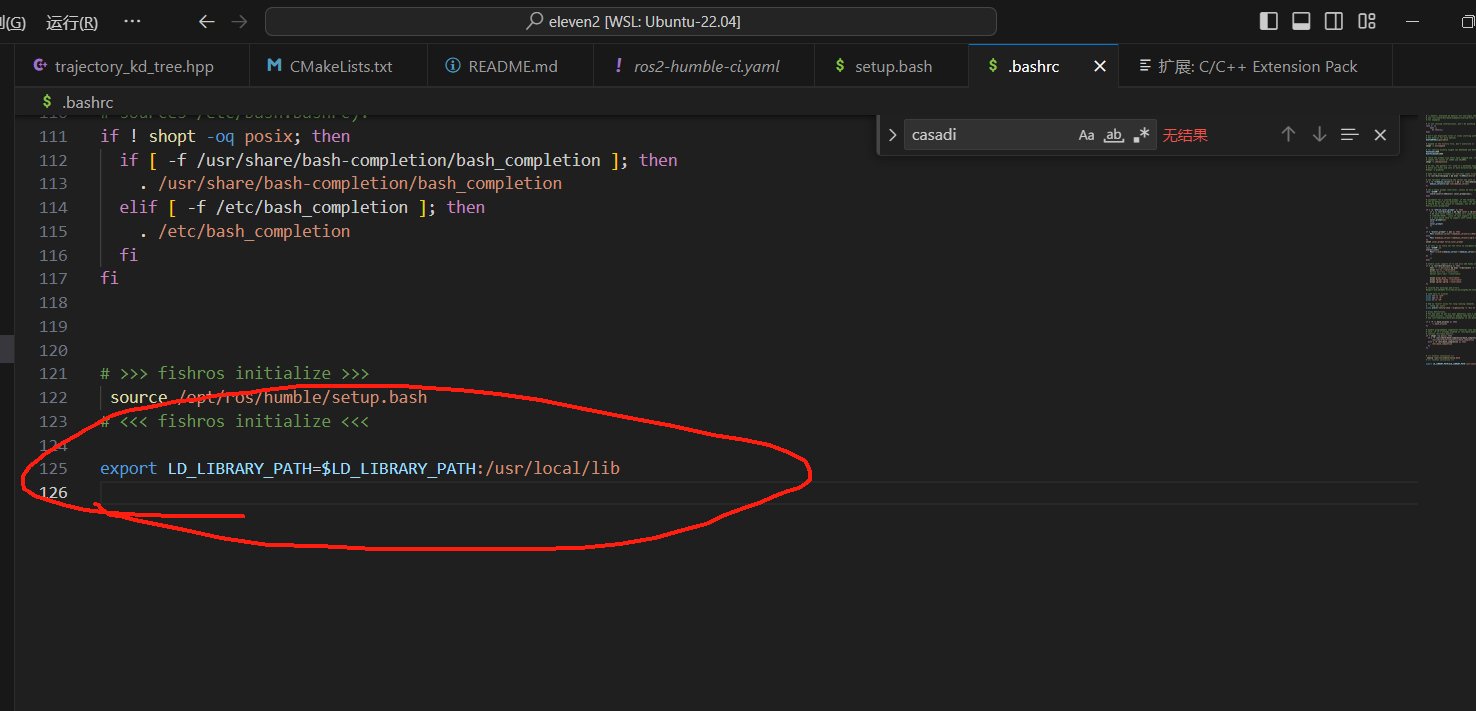 (G) 运行(R) ··· ← → eleven2 [WSL: Ubuntu-22.04]
trajectory_kd_tree.hpp CMakeLists.txt README.md ros2-humble-ci.yaml setup.bash .bashrc 扩展: C/C++ Extension Pack
$ .bashrc
casadi Aa ab .* 无结果
111 if ! shopt -oq posix; then
112 if [ -f /usr/share/bash-completion/bash_completion ]; then
113 . /usr/share/bash-completion/bash_completion
114 elif [ -f /etc/bash_completion ]; then
115 . /etc/bash_completion
116 fi
117 fi
118
119
120
121 # >>> fishros initialize >>>
122 source /opt/ros/humble/setup.bash
123 # <<< fishros initialize <<<
124
125 export LD_LIBRARY_PATH=$LD_LIBRARY_PATH:/usr/local/lib
126